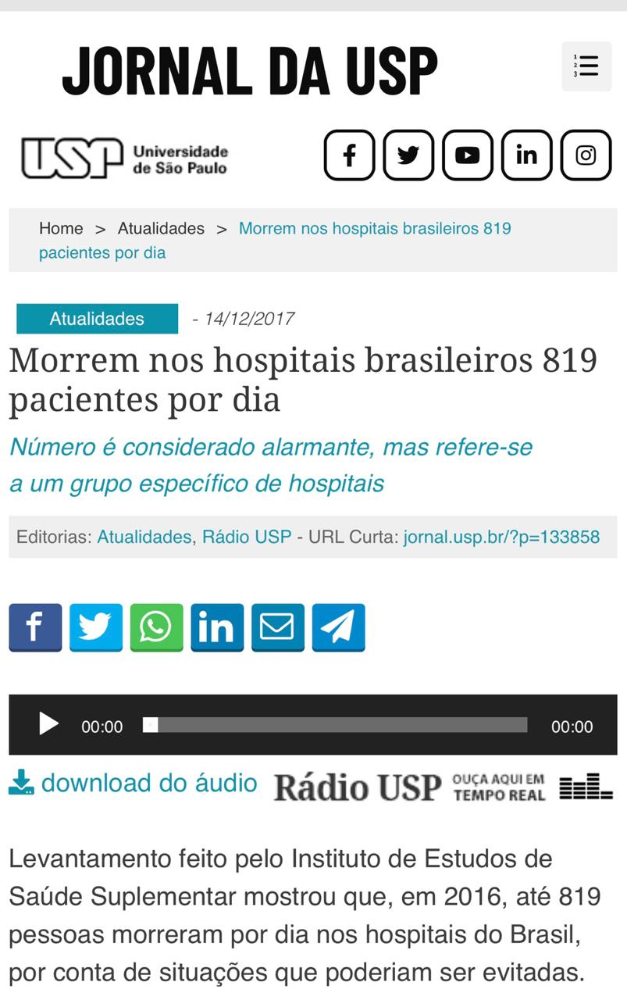 JORNAL DA USP
1
2
3
USP Universidade
de São Paulo
Home > Atualidades > Morrem nos hospitais brasileiros 819
pacientes por dia
Atualidades - 14/12/2017
Morrem nos hospitais brasileiros 819
pacientes por dia
Número é considerado alarmante, mas refere-se
a um grupo específico de hospitais
Editorias: Atualidades, Rádio USP - URL Curta: jornal.usp.br/?p=133858
00:00 00:00
download do áudio Rádio USP OUÇA AQUI EM
TEMPO REAL
Levantamento feito pelo Instituto de Estudos de
Saúde Suplementar mostrou que, em 2016, até 819
pessoas morreram por dia nos hospitais do Brasil,
por conta de situações que poderiam ser evitadas.